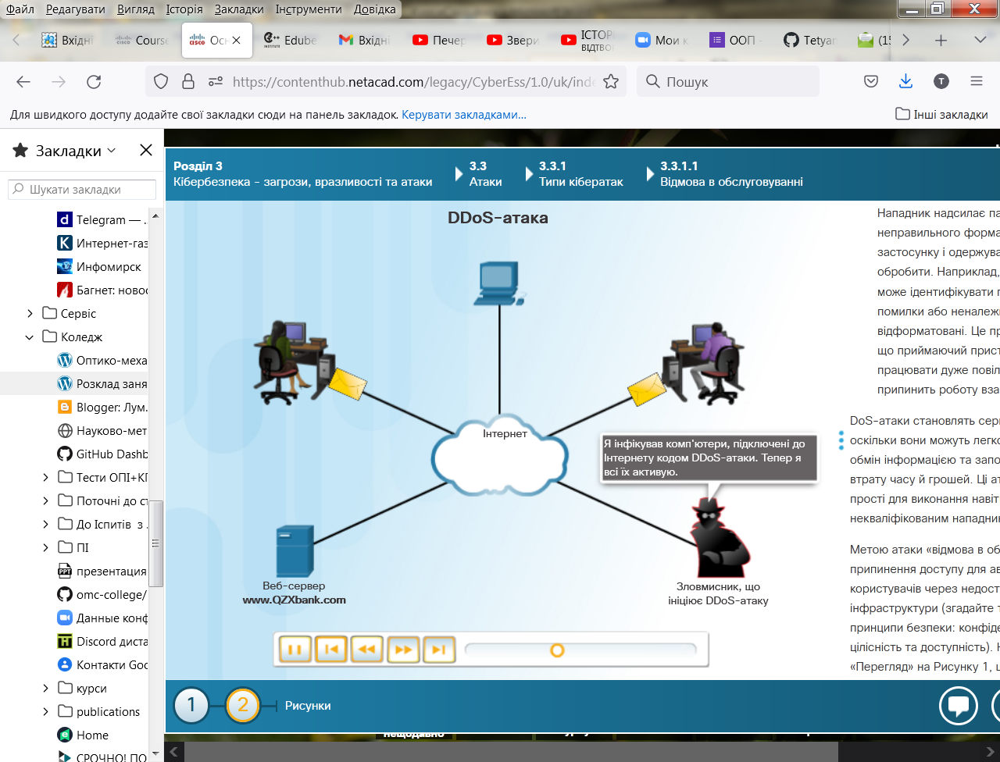 Файл Редагувати Вигляд Історія Закладки Інструменти Довідка
Вхідні
Course
Осн
Edube
Вхідні
Печер
Звери
ІСТОРІ
ВІДТВОР
Мои к
ООП -
Tetyan
(15
https://contenthub.netacad.com/legacy/CyberEss/1.0/uk/inde
Пошук
T
Для швидкого доступу додайте свої закладки сюди на панель закладок. Керувати закладками...
Інші закладки
Закладки
Шукати закладки
Telegram — .
Интернет-газ
Инфомирск
Багнет: новос
Сервіс
Коледж
Оптико-меха
Розклад заня
Blogger: Лум.
Науково-мет
GitHub Dashb
Тести ОПІ+КГ
Поточні до ст
До Іспитів з .
ПІ
презентация
omc-college/
Данные конф
Discord диста
Контакти Goo
курси
publications
Home
СРОЧНО! ПО
Розділ 3
Кібербезпека - загрози, вразливості та атаки
3.3
Атаки
3.3.1
Типи кібератак
3.3.1.1
Відмова в обслуговуванні
DDoS-атака
Інтернет
Я інфікував комп'ютери, підключені до
Інтернету кодом DDoS-атаки. Тепер я
всі їх активую.
Веб-сервер
www.QZXbank.com
Зловмисник, що
ініціює DDoS-атаку
1
2
Рисунки
Нападник надсилає па
неправильного форма
застосунку і одержува
обробити. Наприклад,
може ідентифікувати п
помилки або неналежн
відформатовані. Це пр
що приймаючий прист
працювати дуже повіл
припинить роботу вза
DoS-атаки становлять сері
оскільки вони можуть легко
обмін інформацією та запо
втрату часу й грошей. Ці ат
прості для виконання навіт
некваліфікованим нападник
Метою атаки «відмова в об
припинення доступу для ав
користувачів через недост
інфраструктури (згадайте т
принципи безпеки: конфіде
цілісність та доступність). Н
«Перегляд» на Рисунку 1, щ
нещодавно